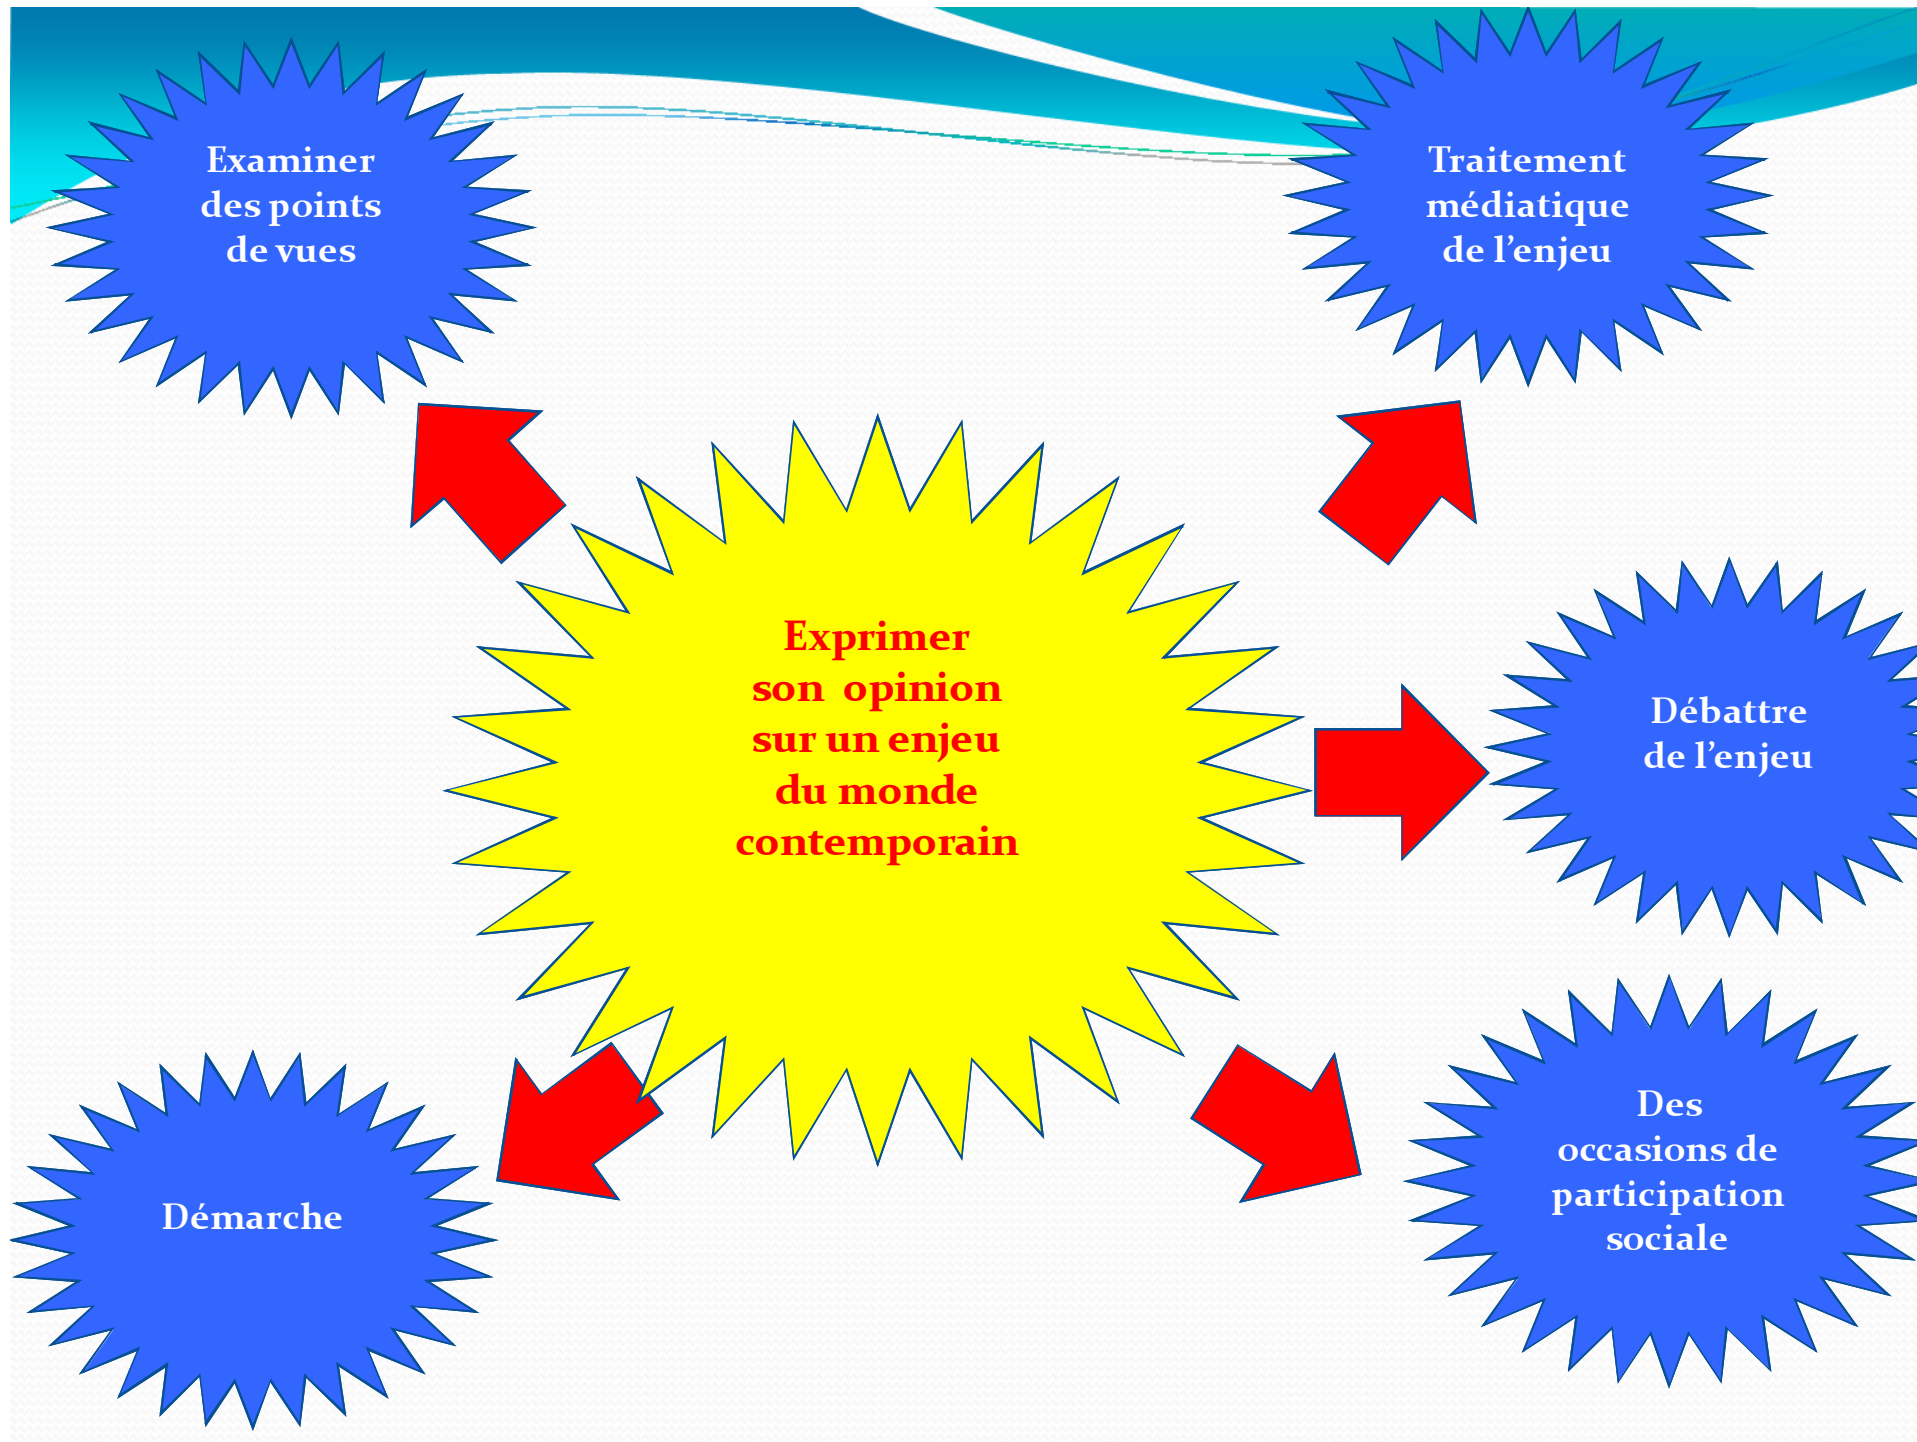 Examiner
des points
de vues
Traitement
médiatique
de l’enjeu
Exprimer
son opinion
sur un enjeu
du monde
contemporain
Débattre
de l’enjeu
Démarche
Des
occasions de
participation
sociale